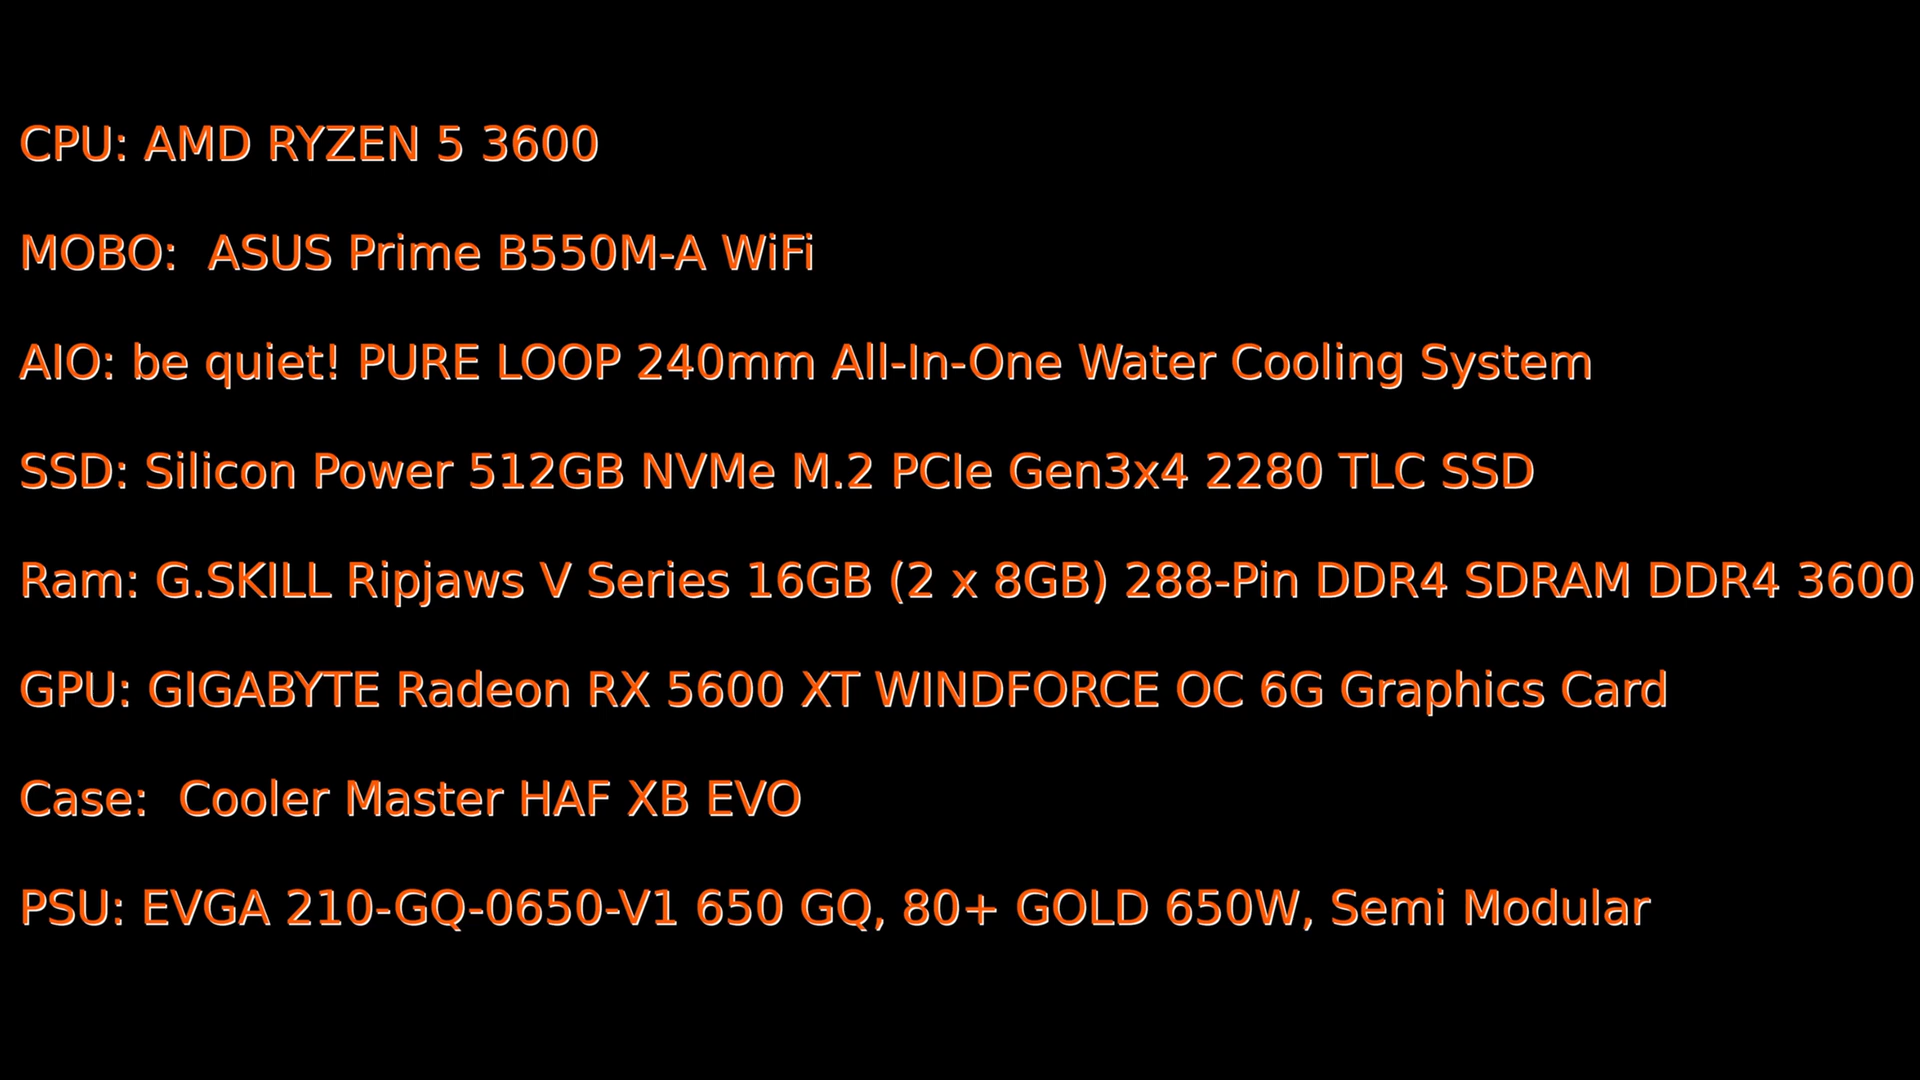 CPU: AMD RYZEN 5 3600
MOBO:  ASUS Prime B550M-A WiFi
AIO: be quiet! PURE LOOP 240mm All-In-One Water Cooling System
SSD: Silicon Power 512GB NVMe M.2 PCIe Gen3x4 2280 TLC SSD
Ram: G.SKILL Ripjaws V Series 16GB (2 x 8GB) 288-Pin DDR4 SDRAM DDR4 3600
GPU: GIGABYTE Radeon RX 5600 XT WINDFORCE OC 6G Graphics Card
Case:  Cooler Master HAF XB EVO
PSU: EVGA 210-GQ-0650-V1 650 GQ, 80+ GOLD 650W, Semi Modular